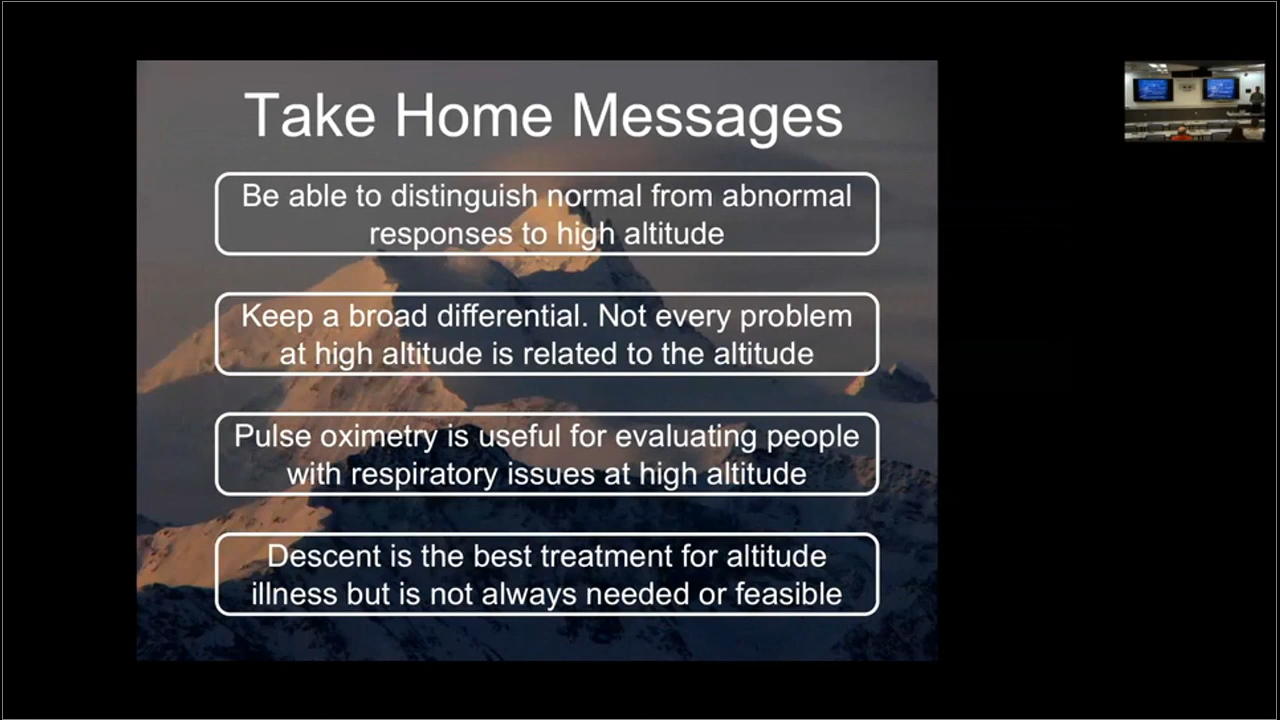 Take Home Messages
Be able to distinguish normal from abnormal
responses to high altitude
Keep a broad differential. Not every problem
at high altitude is related to the altitude
Pulse oximetry is useful for evaluating people
with respiratory issues at high altitude
Descent is the best treatment for altitude
illness but is not always needed or feasible